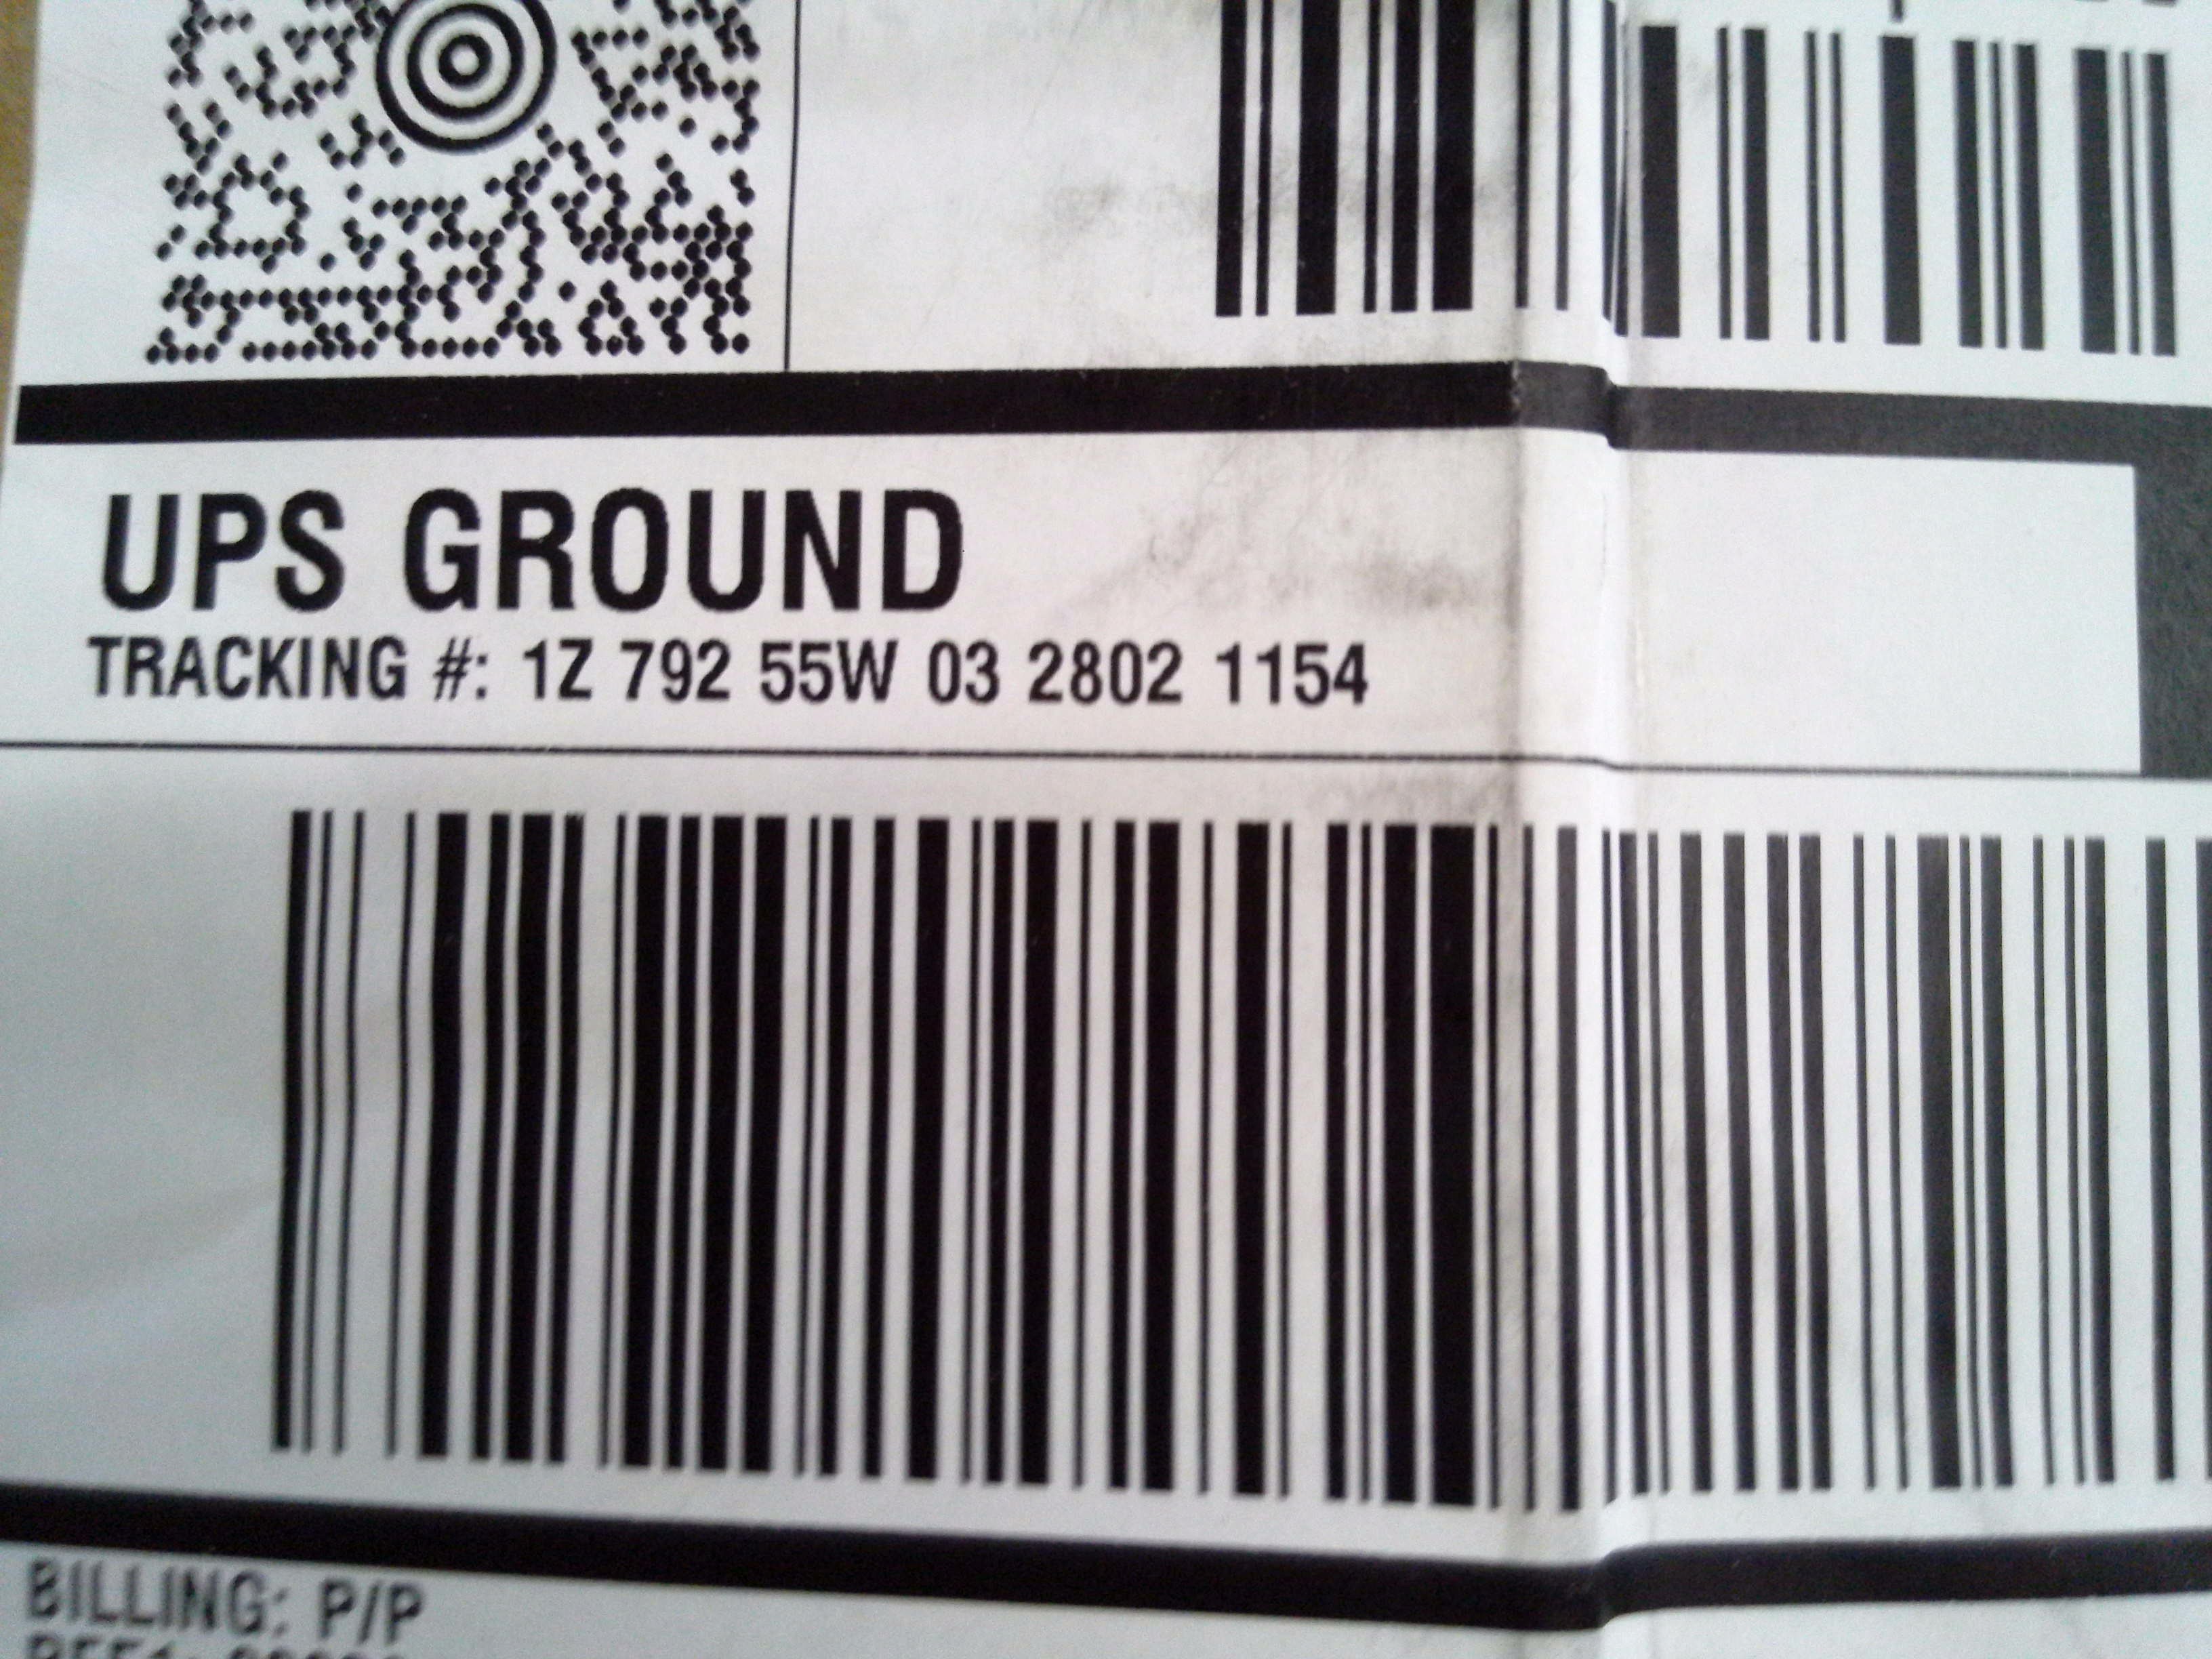 UPS GROUND
TRACKING #: 1Z 792 55W 03 2802 1154
BILLING: P/P